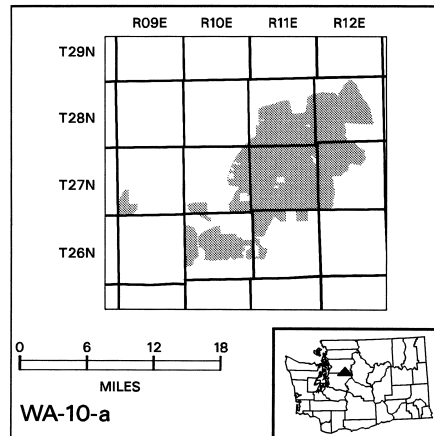 R09E R10E R11E R12E
T29N
T28N
T27N
T26N
0 6 12 18
MILES
WA-10-a